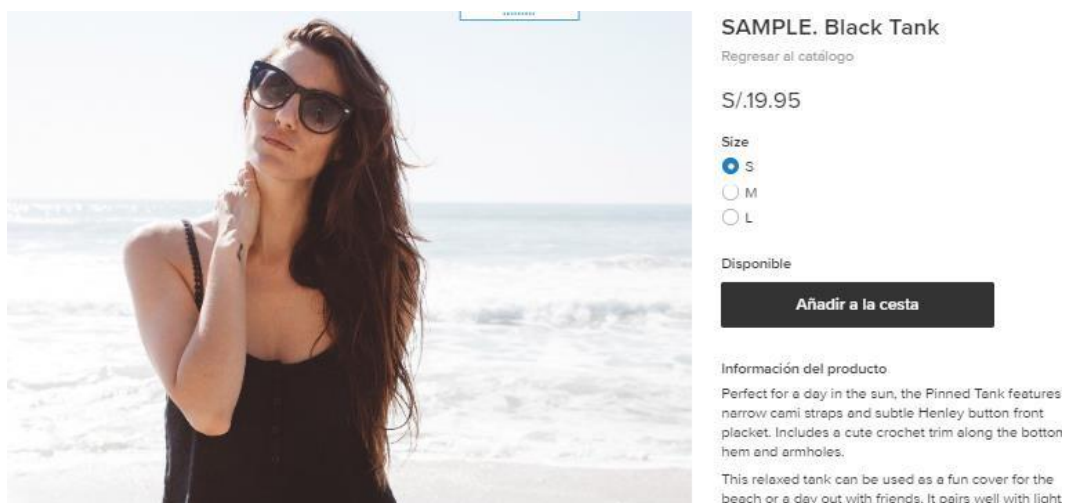 SAMPLE. Black Tank
Regresar al catálogo
S/.19.95
Size
S
M
L
Disponible
Añadir a la cesta
Información del producto
Perfect for a day in the sun, the Pinned Tank features
narrow cami straps and subtle Henley button front
placket. Includes a cute crochet trim along the botton
hem and armholes.
This relaxed tank can be used as a fun cover for the
beach or a day out with friends. It pairs well with light